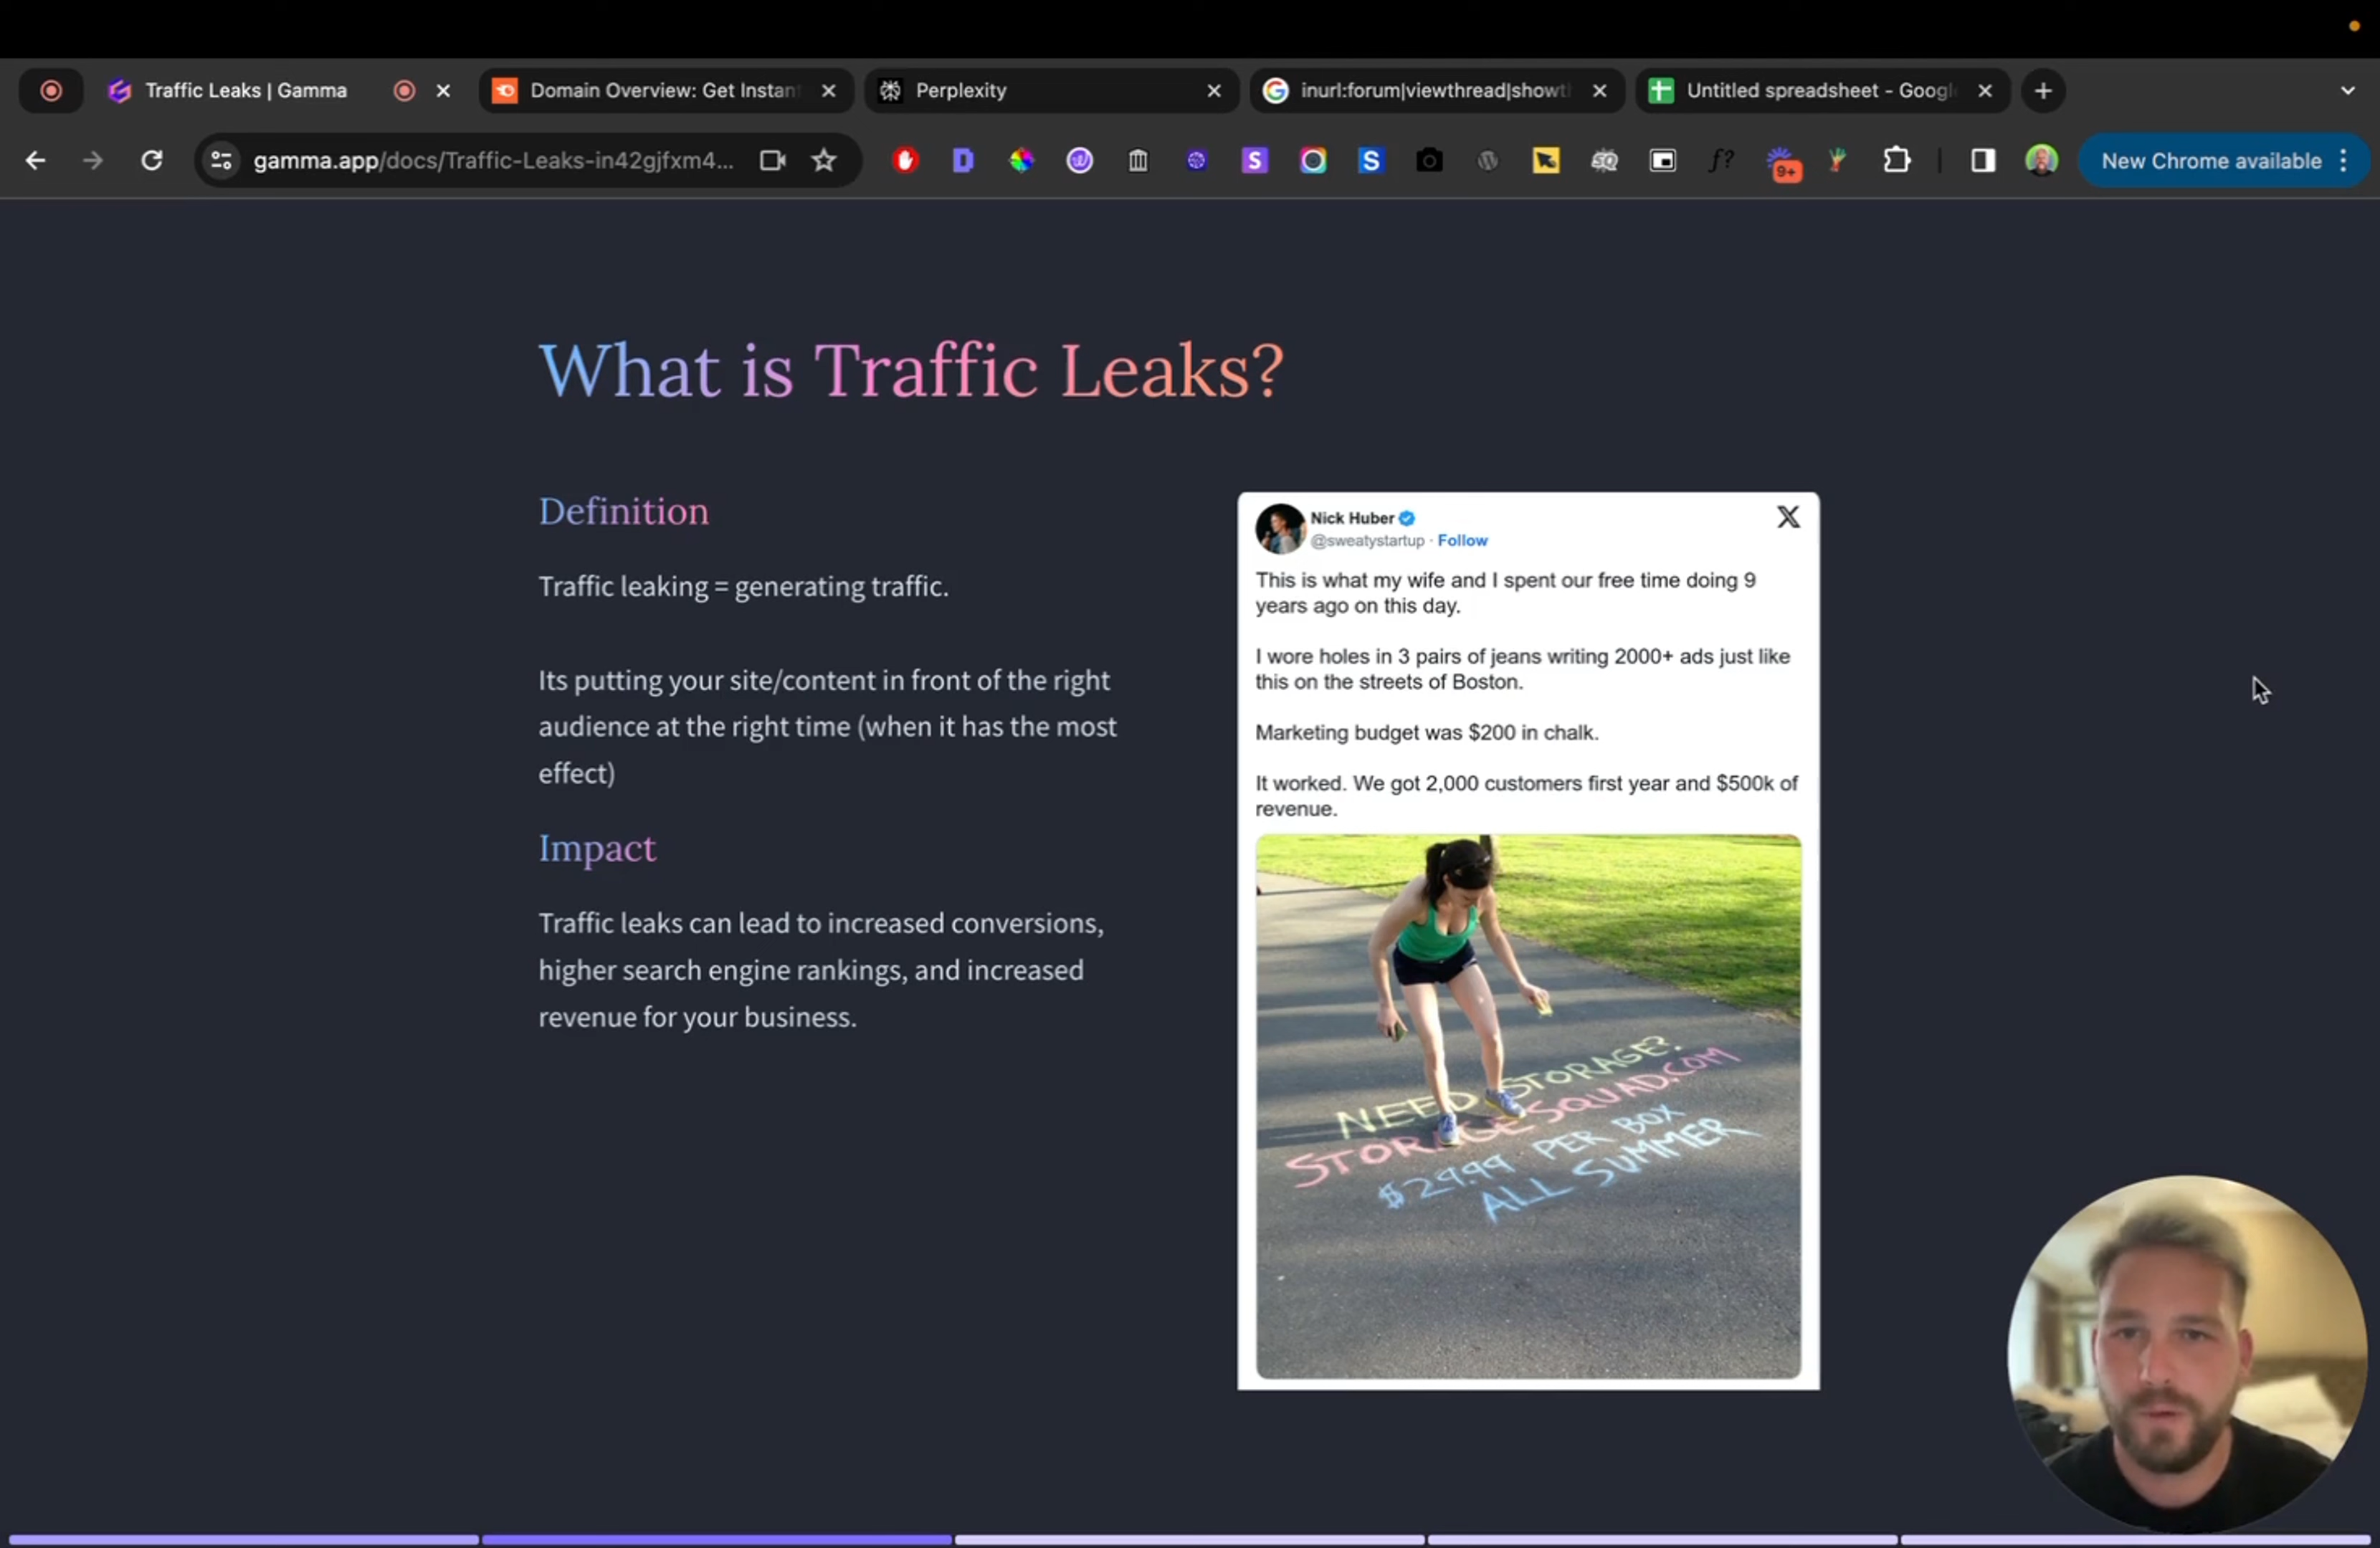 Traffic Leaks | Gamma
Domain Overview: Get Instant
Perplexity
inurl:forum|viewthread|showt
Untitled spreadsheet - Googl
gamma.app/docs/Traffic-Leaks-in42gjfxm4...
9+
New Chrome available
What is Traffic Leaks?
Definition
Traffic leaking = generating traffic.
Its putting your site/content in front of the right
audience at the right time (when it has the most
effect)
Impact
Traffic leaks can lead to increased conversions,
higher search engine rankings, and increased
revenue for your business.
Nick Huber
@sweatystartup · Follow
This is what my wife and I spent our free time doing 9
years ago on this day.
I wore holes in 3 pairs of jeans writing 2000+ ads just like
this on the streets of Boston.
Marketing budget was $200 in chalk.
It worked. We got 2,000 customers first year and $500k of
revenue.
NEED STORAGE?
STORAGESQUAD.COM
$29.99 PER BOX
ALL SUMMER